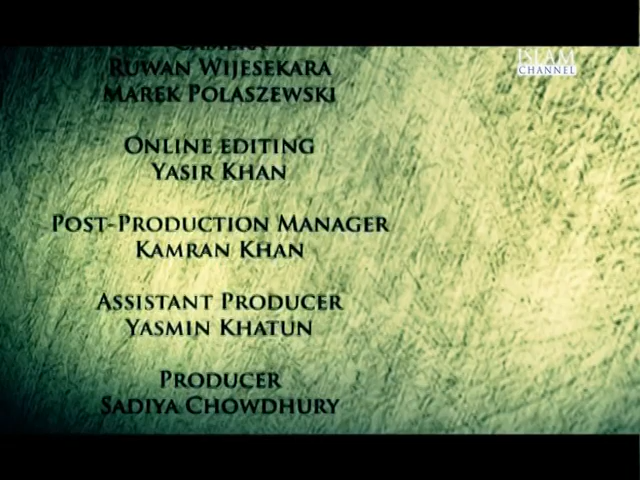 ISLAM
CHANNEL
RUWAN WIJESEKARA
MAREK POLASZEWSKI
ONLINE EDITING
YASIR KHAN
POST-PRODUCTION MANAGER
KAMRAN KHAN
ASSISTANT PRODUCER
YASMIN KHATUN
PRODUCER
SADIYA CHOWDHURY